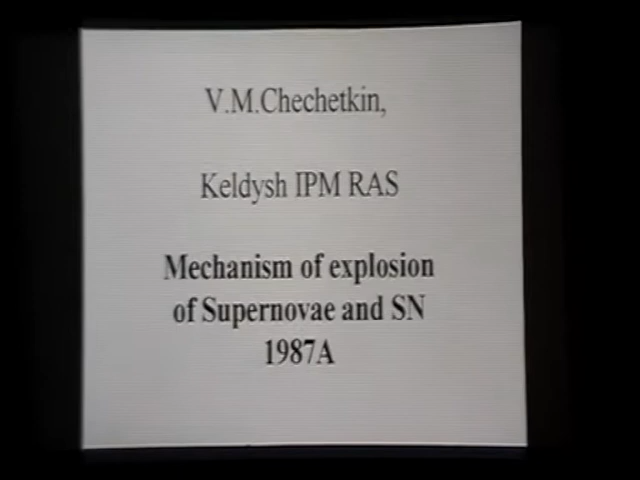 V.M.Chechetkin,
Keldysh IPM RAS
Mechanism of explosion
of Supernovae and SN
1987A